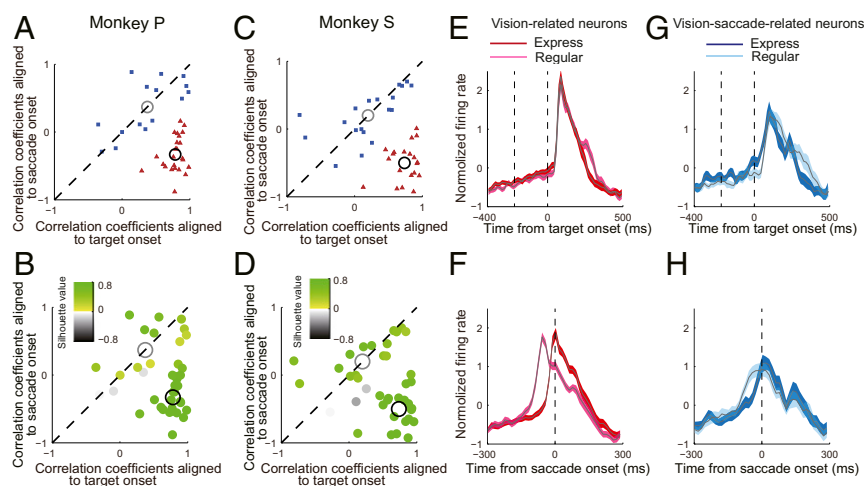 A
Monkey P
Correlation coefficients aligned
to saccade onset
1
0
−1
−1
0
1
Correlation coefficients aligned
to target onset
C
Monkey S
Correlation coefficients aligned
to saccade onset
1
0
−1
−1
0
1
Correlation coefficients aligned
to target onset
E
Vision-related neurons
Express
Regular
Normolized firing rate
2
1
0
−1
−400
0
500
Time from target onset (ms)
G
Vision-saccade-related neurons
Express
Regular
2
1
0
−1
−400
0
500
Time from target onset (ms)
B
Silhouette value
0.8
0
−0.8
Correlation coefficients aligned
to saccade onset
1
0
−1
−1
0
1
Correlation coefficients aligned
to target onset
D
Silhouette value
0.8
0
−0.8
Correlation coefficients aligned
to saccade onset
1
0
−1
−1
0
1
Correlation coefficients aligned
to target onset
F
Normolized firing rate
2
1
0
−1
−300
0
300
Time from saccade onset (ms)
H
2
1
0
−1
−300
0
300
Time from saccade onset (ms)